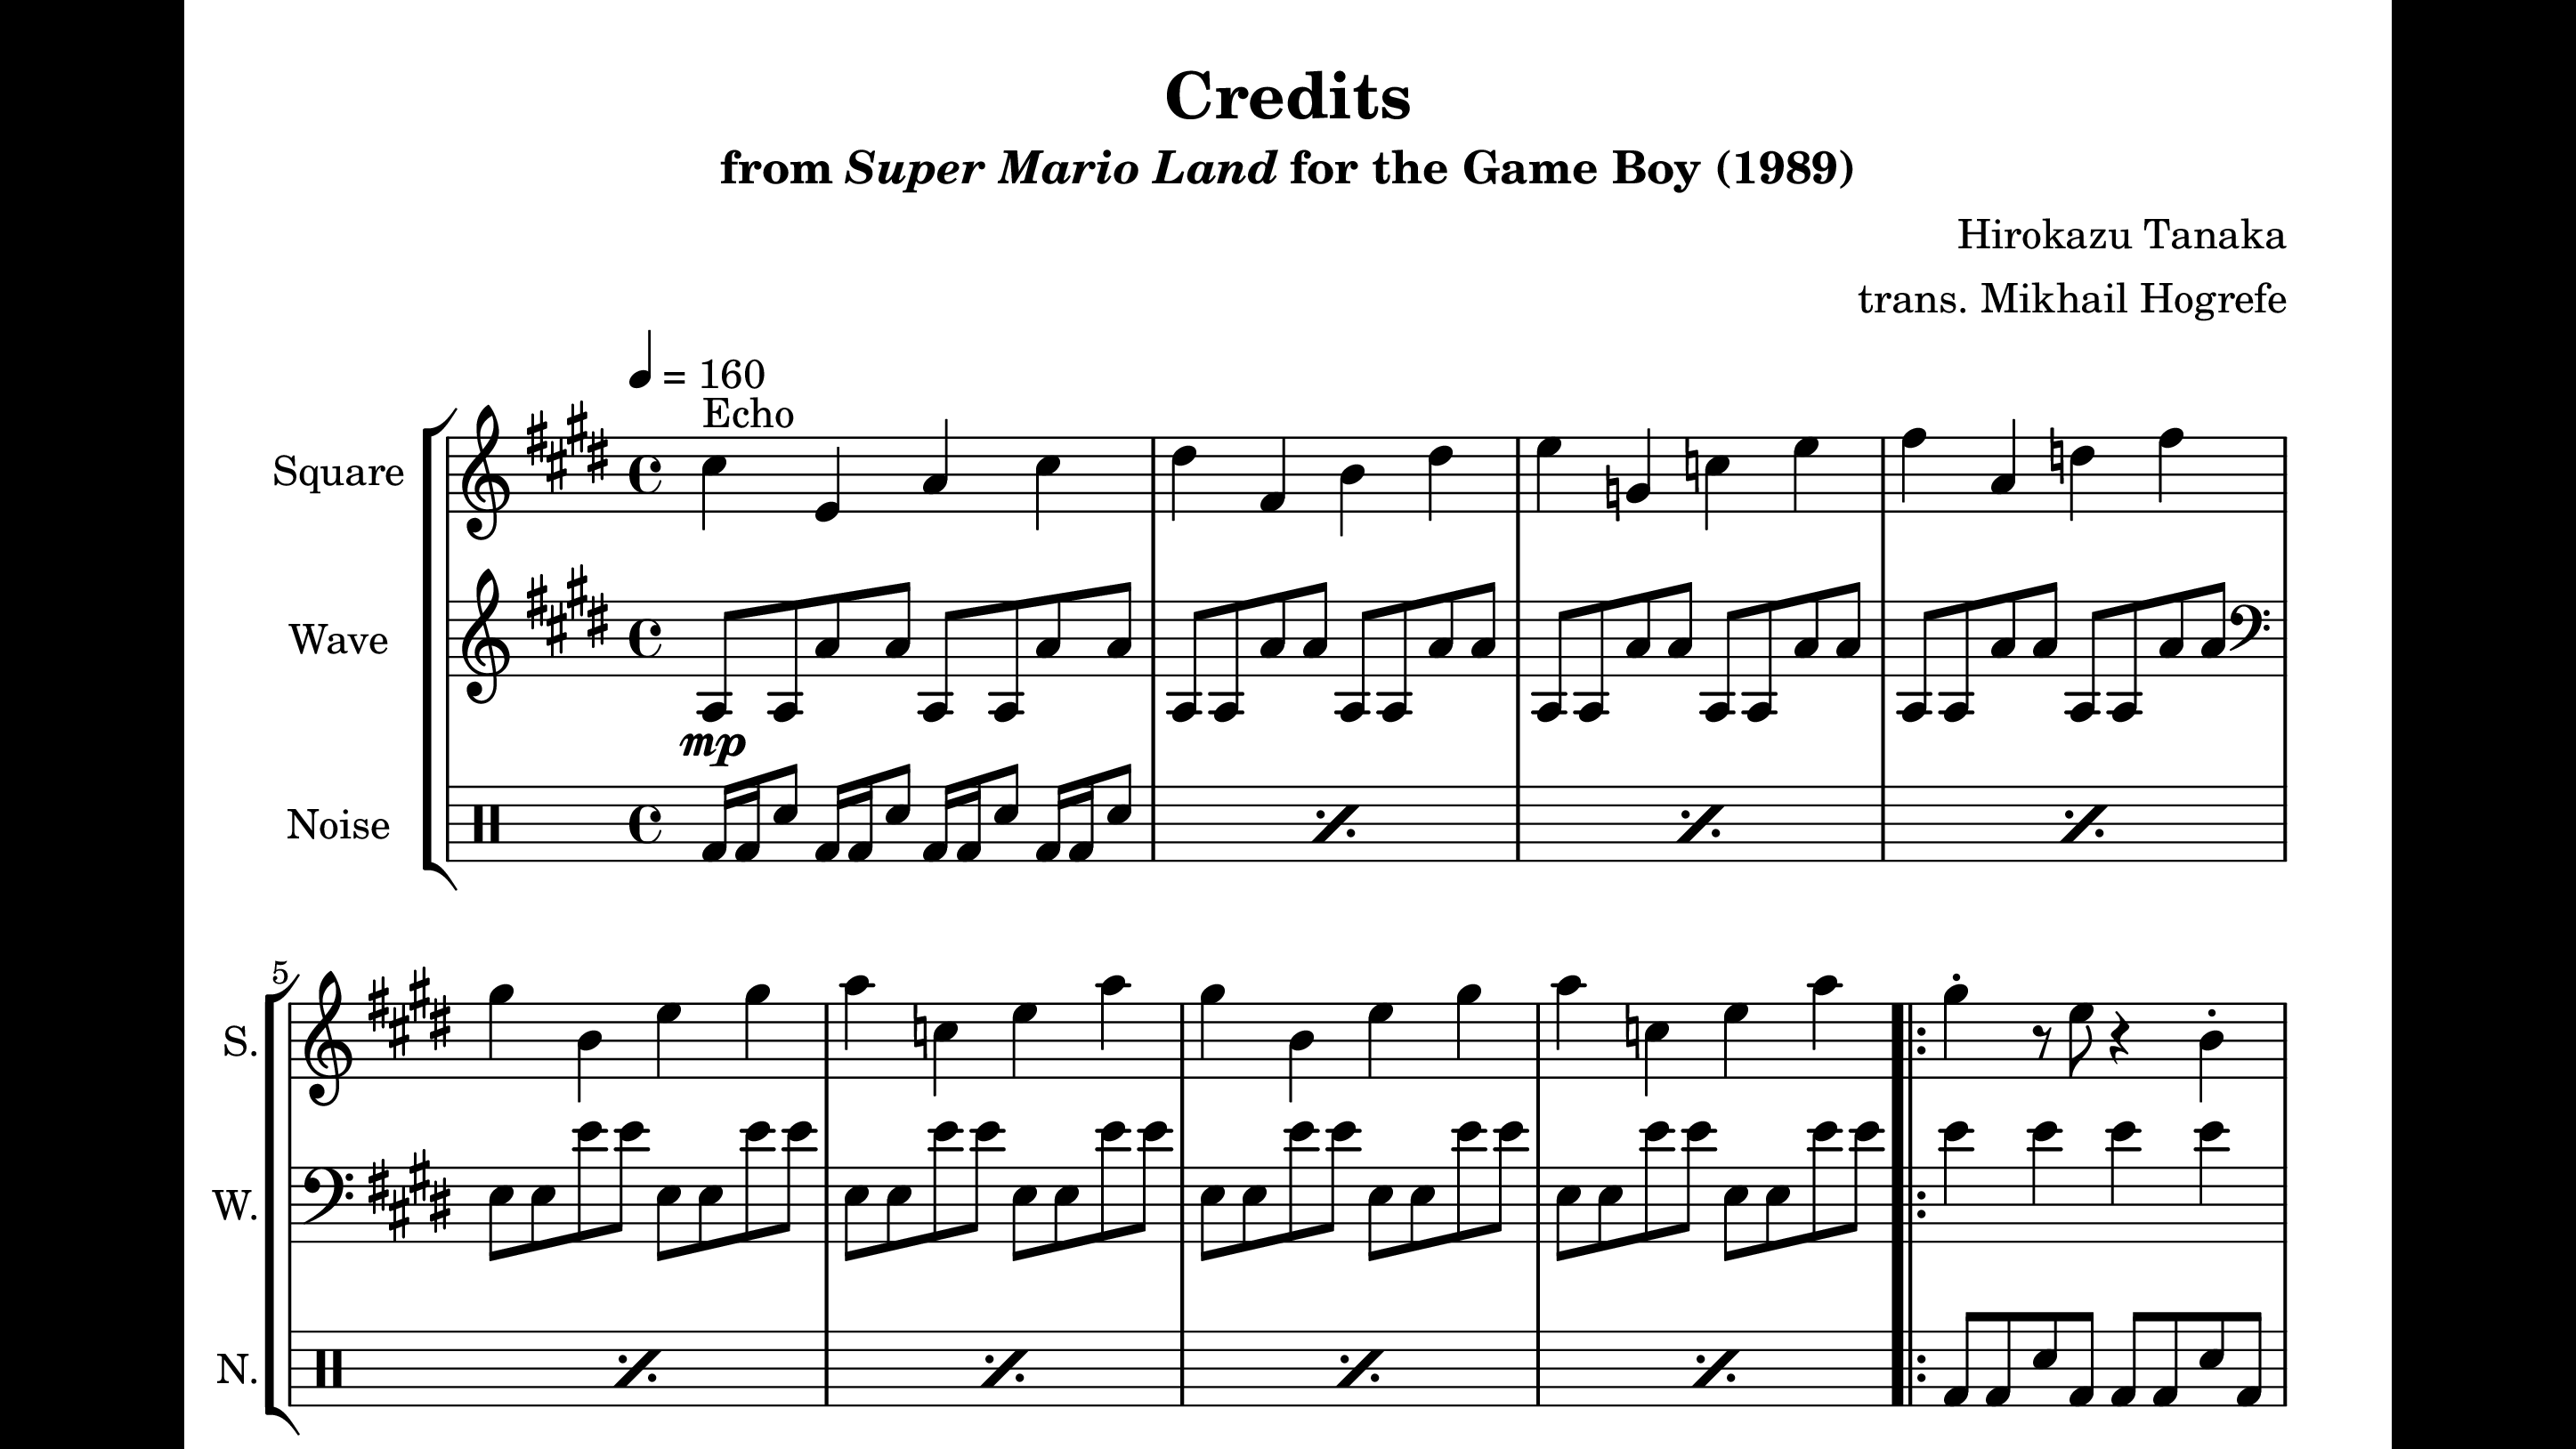 Credits
from Super Mario Land for the Game Boy (1989)
Hirokazu Tanaka
trans. Mikhail Hogrefe
= 160
Echo
Square
Wave
mp
Noise
5
S.
W.
N.